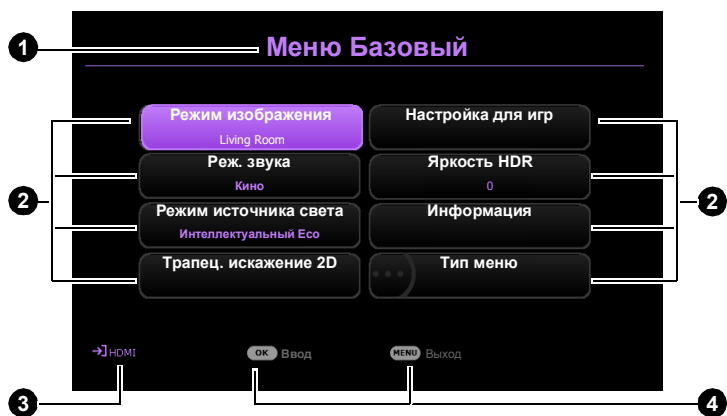 1
Меню Базовый
Режим изображения
Living Room
Настройка для игр
Реж. звука
Кино
Яркость HDR
0
2
Режим источника света
Интеллектуальный Eco
Информация
2
Трапец. искажение 2D
Тип меню
HDMI
OK Ввод
MENU Выход
3
4